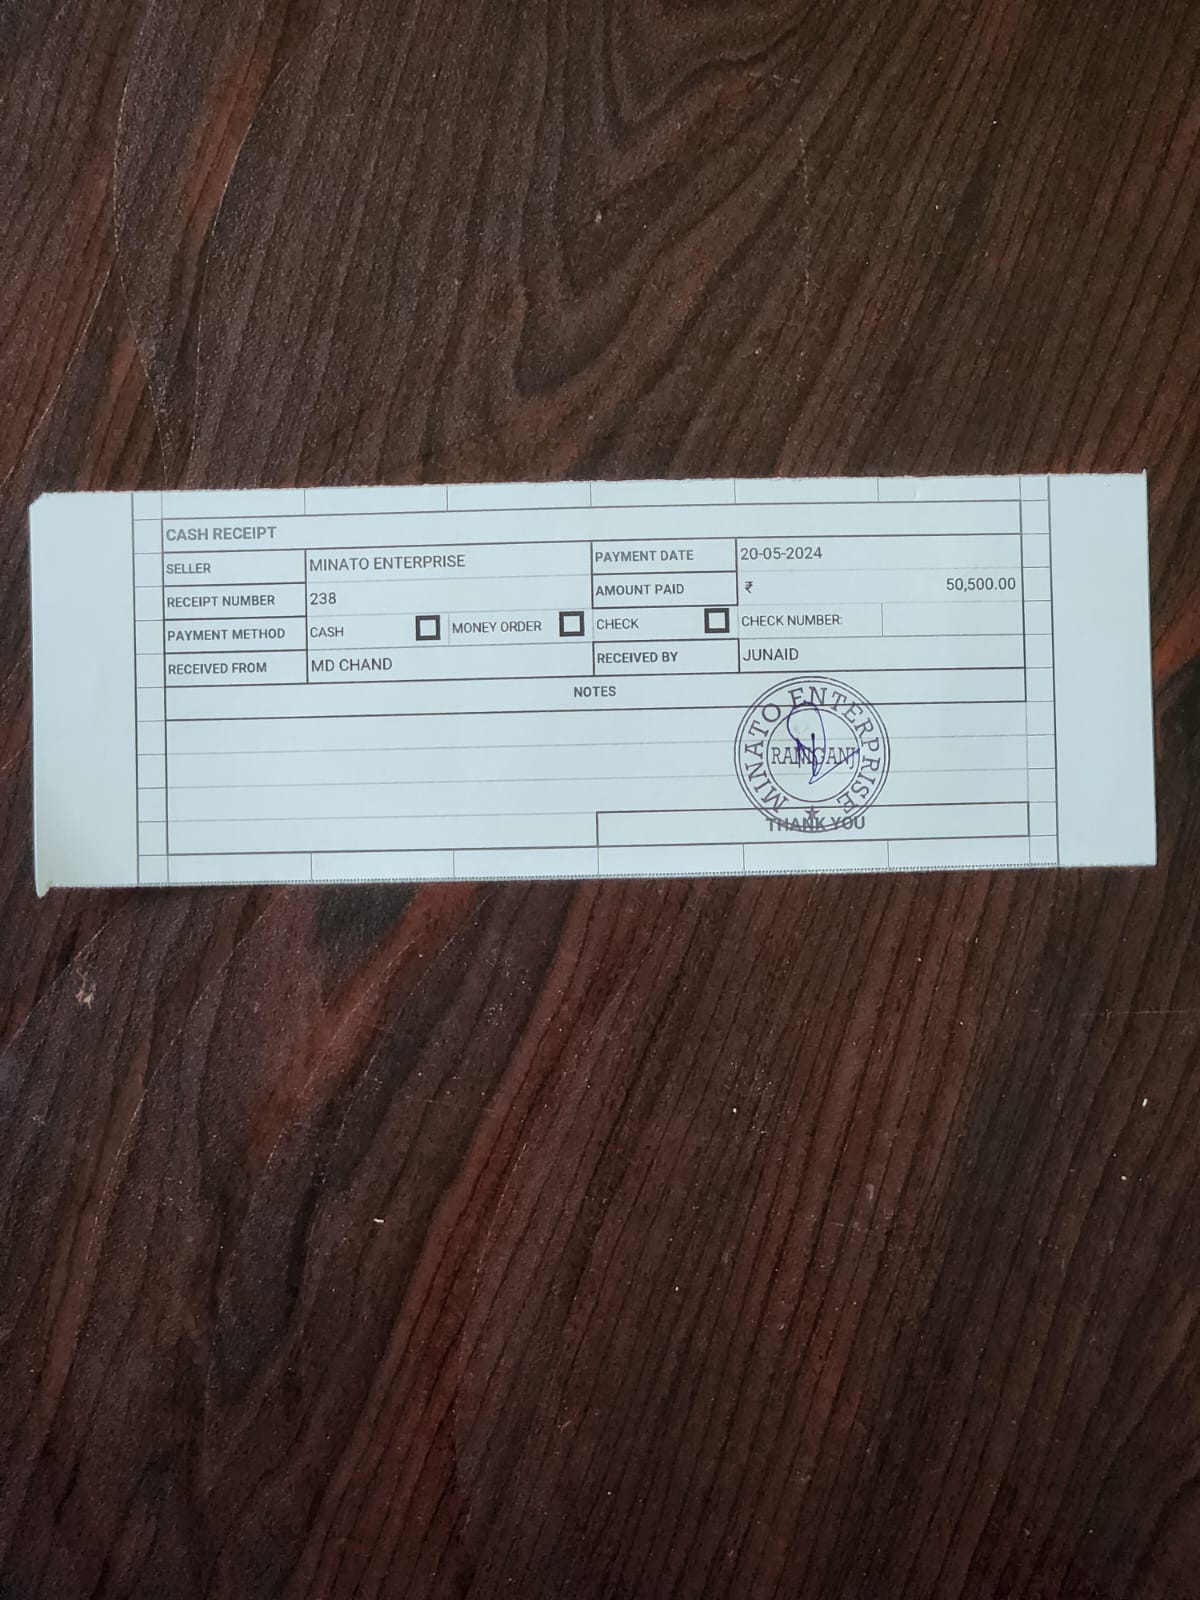 CASH RECEIPT
SELLER MINATO ENTERPRISE PAYMENT DATE 20-05-2024
RECEIPT NUMBER 238 AMOUNT PAID ₹ 50,500.00
PAYMENT METHOD CASH MONEY ORDER CHECK CHECK NUMBER:
RECEIVED FROM MD CHAND RECEIVED BY JUNAID
NOTES
MINATO ENTERPRISE
THANK YOU